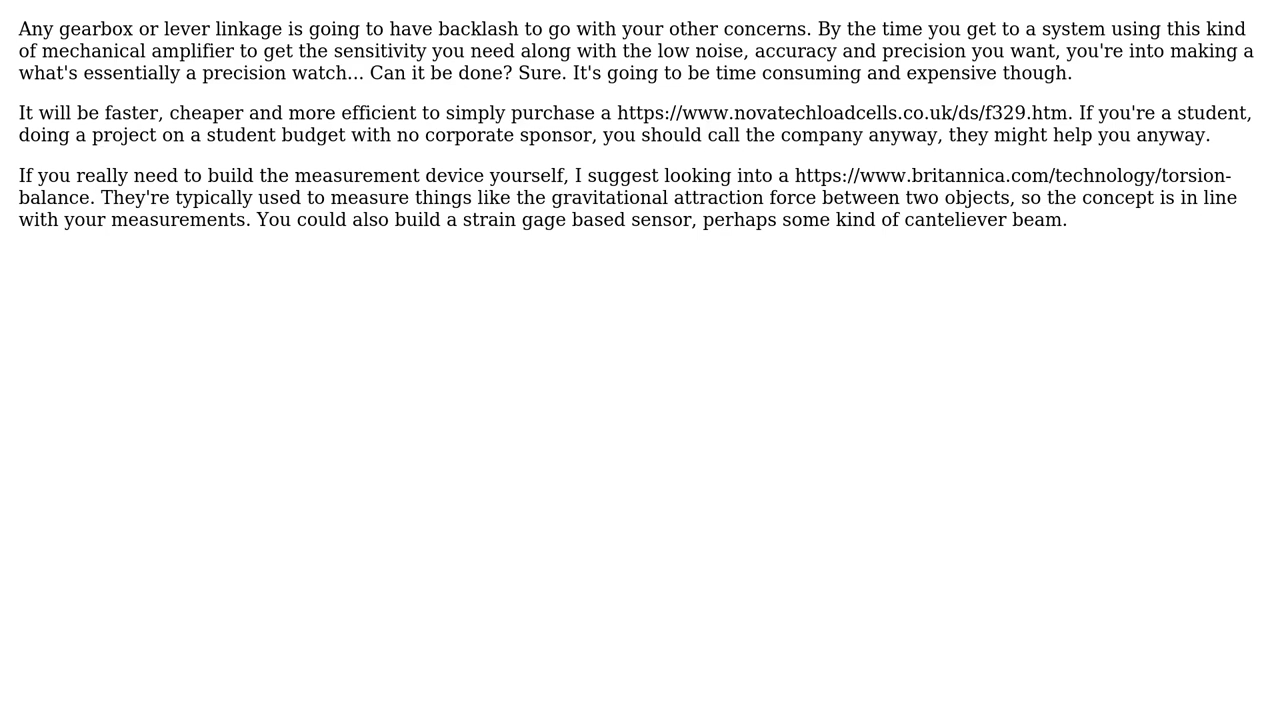 Any gearbox or lever linkage is going to have backlash to go with your other concerns. By the time you get to a system using this kind
of mechanical amplifier to get the sensitivity you need along with the low noise, accuracy and precision you want, you're into making a
what's essentially a precision watch... Can it be done? Sure. It's going to be time consuming and expensive though.
It will be faster, cheaper and more efficient to simply purchase a https://www.novatechloadcells.co.uk/ds/f329.htm. If you're a student,
doing a project on a student budget with no corporate sponsor, you should call the company anyway, they might help you anyway.
If you really need to build the measurement device yourself, I suggest looking into a https://www.britannica.com/technology/torsion-
balance. They're typically used to measure things like the gravitational attraction force between two objects, so the concept is in line
with your measurements. You could also build a strain gage based sensor, perhaps some kind of canteliever beam.